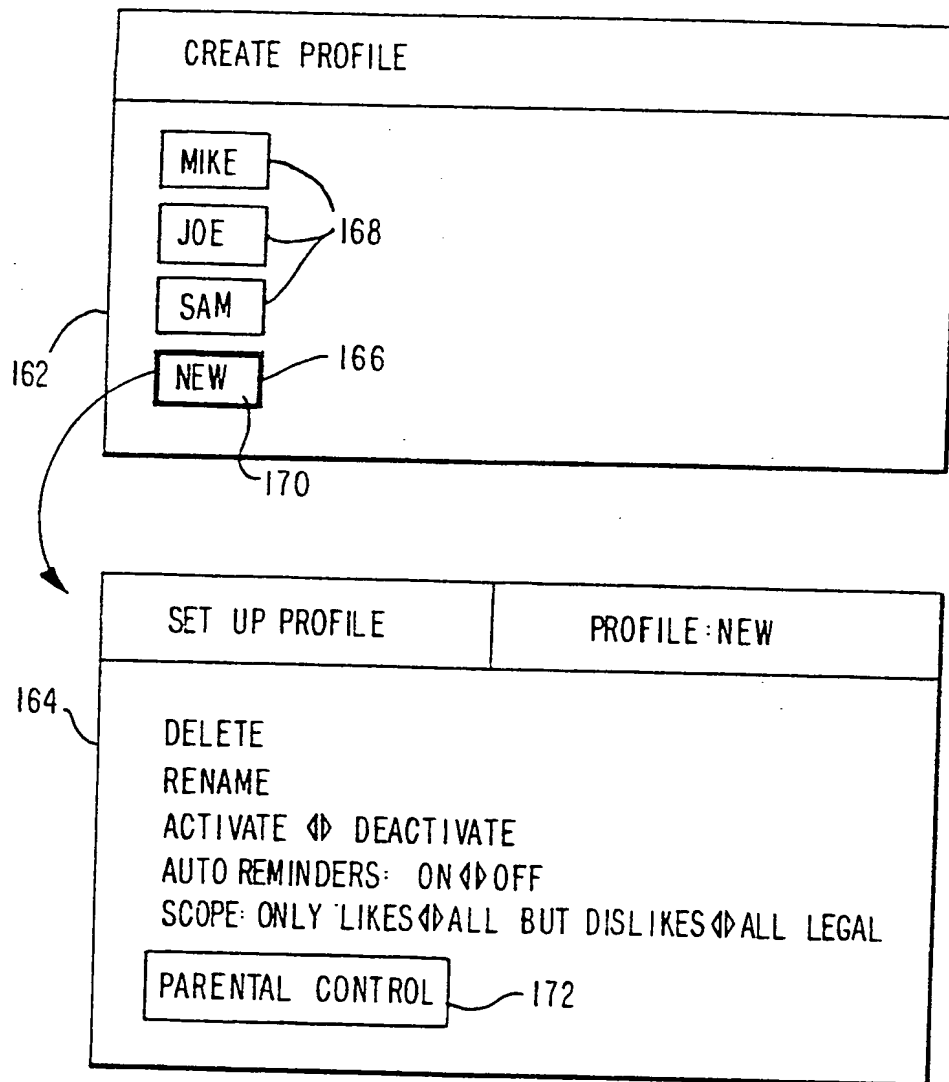 CREATE PROFILE
MIKE
JOE
168
SAM
162
NEW
166
170
SET UP PROFILE
PROFILE:NEW
164
DELETE
RENAME
ACTIVATE ◁▷ DEACTIVATE
AUTO REMINDERS: ON◁▷OFF
SCOPE: ONLY LIKES◁▷ALL BUT DISLIKES◁▷ALL LEGAL
PARENTAL CONTROL
172